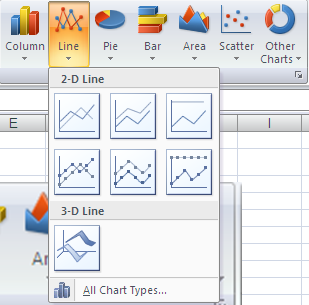 Column Line Pie Bar Area Scatter Other Charts
2-D Line
E I
3-D Line
All Chart Types...